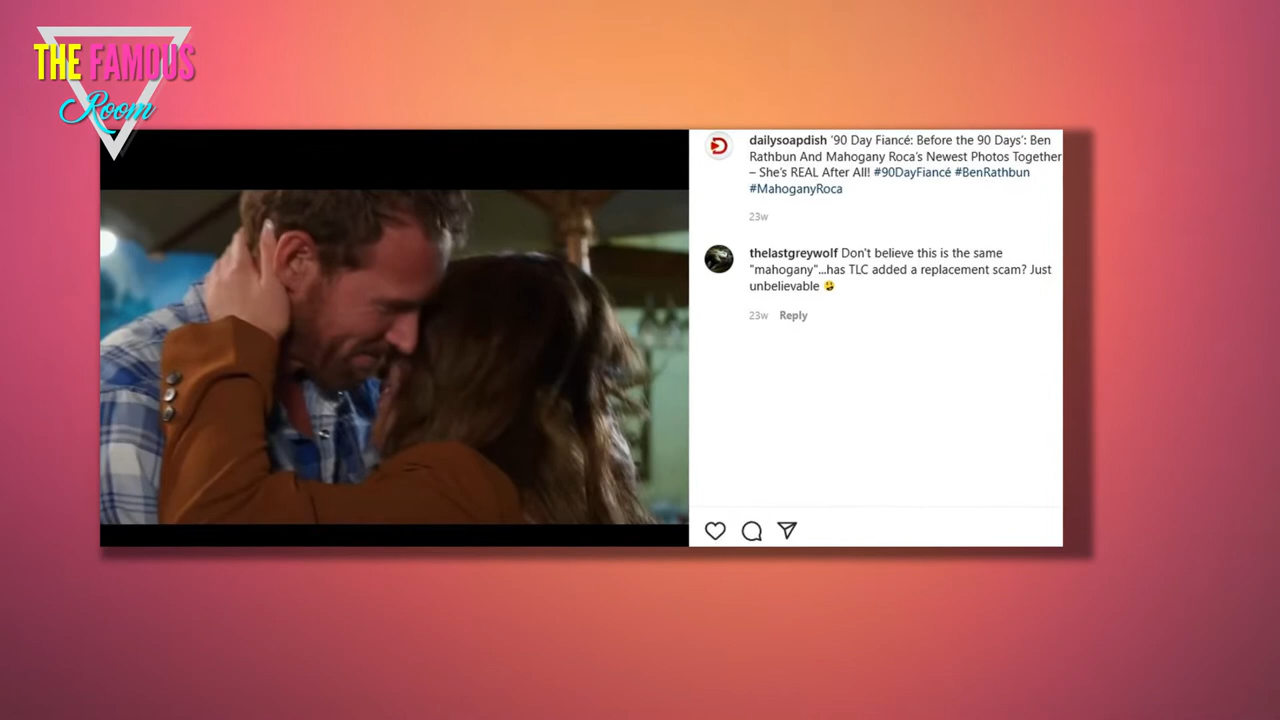 THE FAMOUS
Room
dailysoapdish '90 Day Fiancé: Before the 90 Days': Ben
Rathbun And Mahogany Roca's Newest Photos Together
– She's REAL After All! #90DayFiancé #BenRathbun
#MahoganyRoca
23w
thelastgreywolf Don't believe this is the same
"mahogany"...has TLC added a replacement scam? Just
unbelievable 🤪
23w Reply